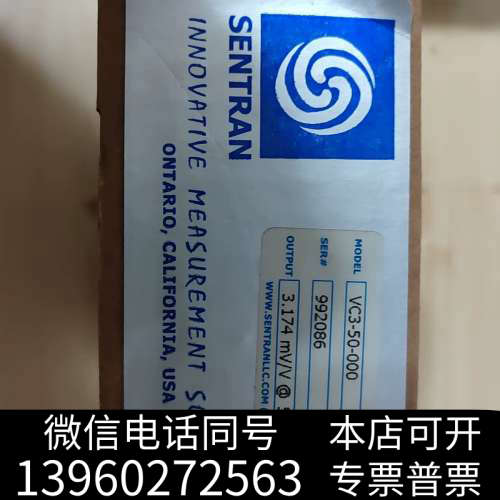 SENTRAN
INNOVATIVE MEASUREMENT
ONTARIO, CALIFORNIA, USA
MODEL VC3-50-000
SER# 992086
OUTPUT 3.174 mV/V @
WWW.SENTRANLLC.COM
微信电话同号
13960272563
本店可开
专票普票